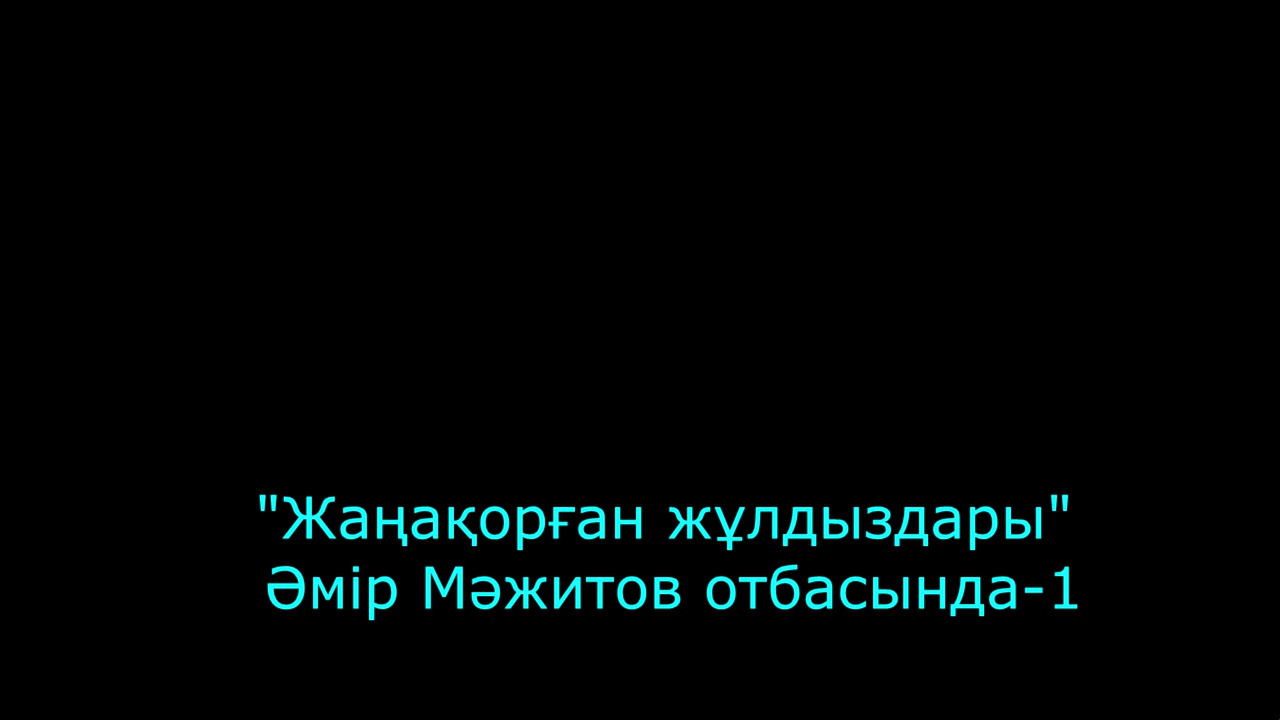 "Жаңақорған жұлдыздары"
Әмір Мәжитов отбасында-1